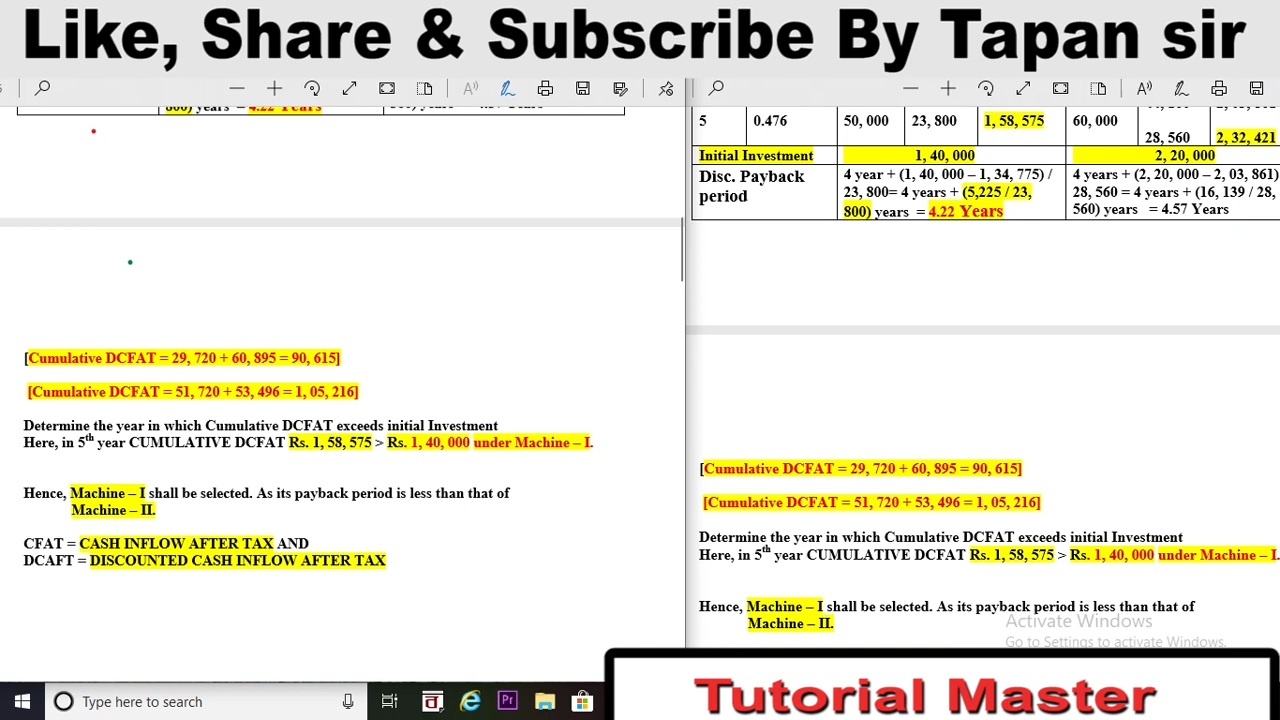 Like, Share & Subscribe By Tapan sir
800) years = 4.22 Years
[Cumulative DCFAT = 29, 720 + 60, 895 = 90, 615]
[Cumulative DCFAT = 51, 720 + 53, 496 = 1, 05, 216]
Determine the year in which Cumulative DCFAT exceeds initial Investment
Here, in 5th year CUMULATIVE DCFAT Rs. 1, 58, 575 > Rs. 1, 40, 000 under Machine – I.
Hence, Machine – I shall be selected. As its payback period is less than that of
Machine – II.
CFAT = CASH INFLOW AFTER TAX AND
DCAFT = DISCOUNTED CASH INFLOW AFTER TAX
5 0.476 50, 000 23, 800 1, 58, 575 60, 000
28, 560 2, 32, 421
Initial Investment 1, 40, 000 2, 20, 000
Disc. Payback period
4 year + (1, 40, 000 – 1, 34, 775) /
23, 800= 4 years + (5,225 / 23,
800) years = 4.22 Years
4 years + (2, 20, 000 – 2, 03, 861)
28, 560 = 4 years + (16, 139 / 28,
560) years = 4.57 Years
[Cumulative DCFAT = 29, 720 + 60, 895 = 90, 615]
[Cumulative DCFAT = 51, 720 + 53, 496 = 1, 05, 216]
Determine the year in which Cumulative DCFAT exceeds initial Investment
Here, in 5th year CUMULATIVE DCFAT Rs. 1, 58, 575 > Rs. 1, 40, 000 under Machine – I.
Hence, Machine – I shall be selected. As its payback period is less than that of
Machine – II.
Activate Windows
Go to Settings to activate Windows.
Type here to search
Tutorial Master